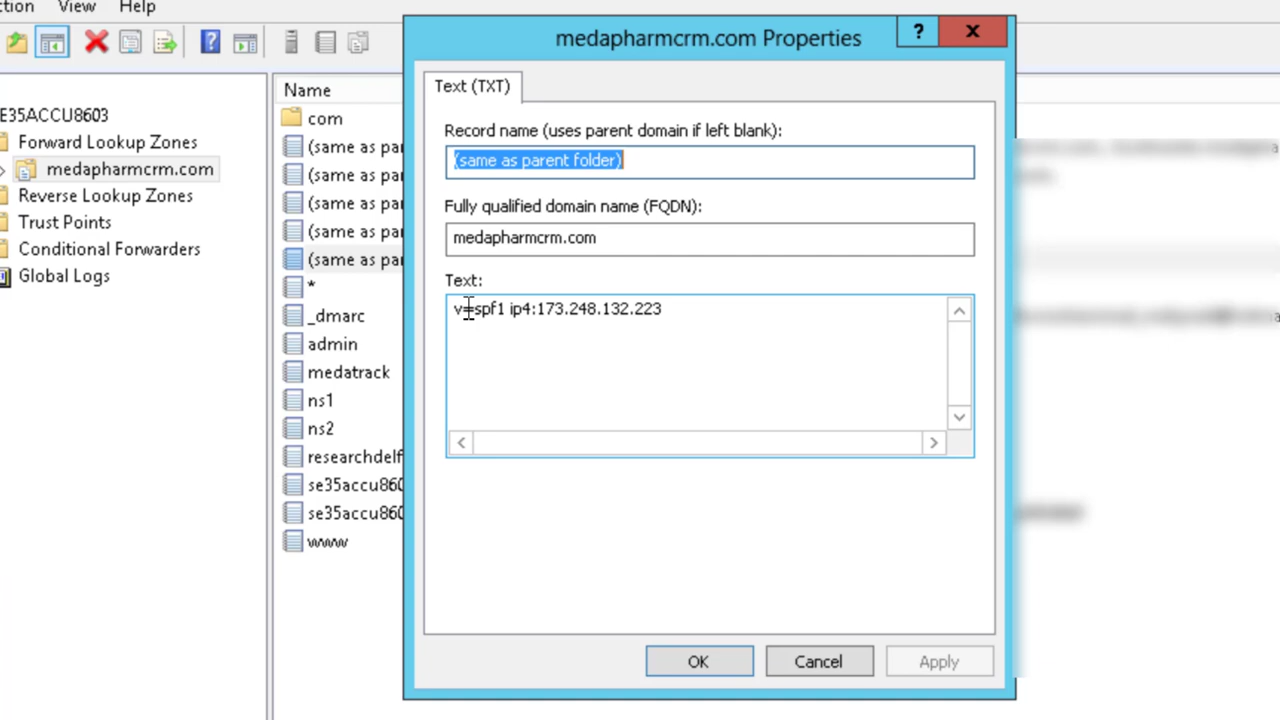 ction View Help
medapharmcrm.com Properties
? X
Text (TXT)
Record name (uses parent domain if left blank):
(same as parent folder)
Fully qualified domain name (FQDN):
medapharmcrm.com
Text:
v=spf1 ip4:173.248.132.223
OK Cancel Apply
E35ACCU8603
Forward Lookup Zones
medapharmcrm.com
Reverse Lookup Zones
Trust Points
Conditional Forwarders
Global Logs
Name
com
(same as pa
(same as pa
(same as pa
(same as pa
(same as pa
*
_dmarc
admin
medatrack
ns1
ns2
researchdelf
se35accu860
se35accu860
www